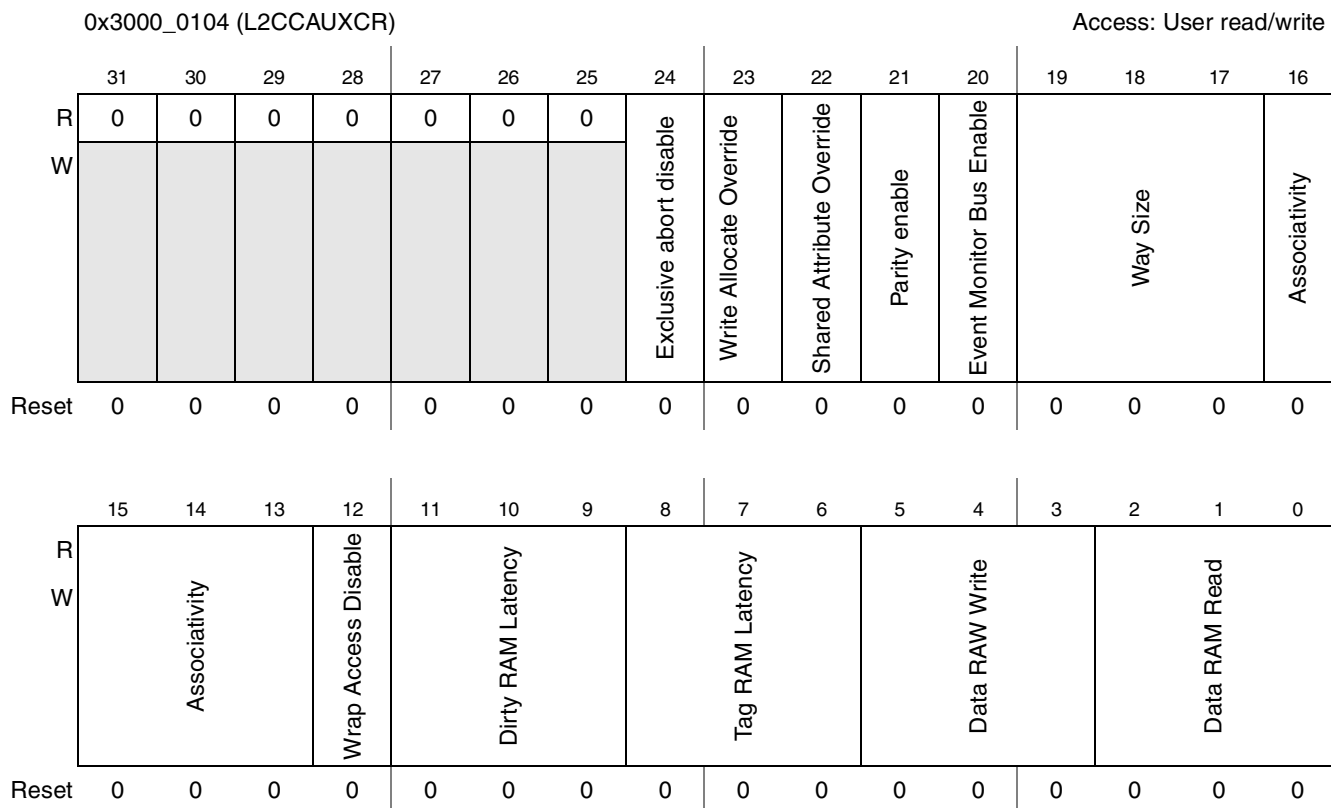 0x3000_0104 (L2CCAUXCR) Access: User read/write
31 30 29 28 27 26 25 24 23 22 21 20 19 18 17 16
R 0 0 0 0 0 0 0
W
Exclusive abort disable
Write Allocate Override
Shared Attribute Override
Parity enable
Event Monitor Bus Enable
Way Size
Associativity
Reset 0 0 0 0 0 0 0 0 0 0 0 0 0 0 0 0
15 14 13 12 11 10 9 8 7 6 5 4 3 2 1 0
R
W
Associativity
Wrap Access Disable
Dirty RAM Latency
Tag RAM Latency
Data RAW Write
Data RAM Read
Reset 0 0 0 0 0 0 0 0 0 0 0 0 0 0 0 0